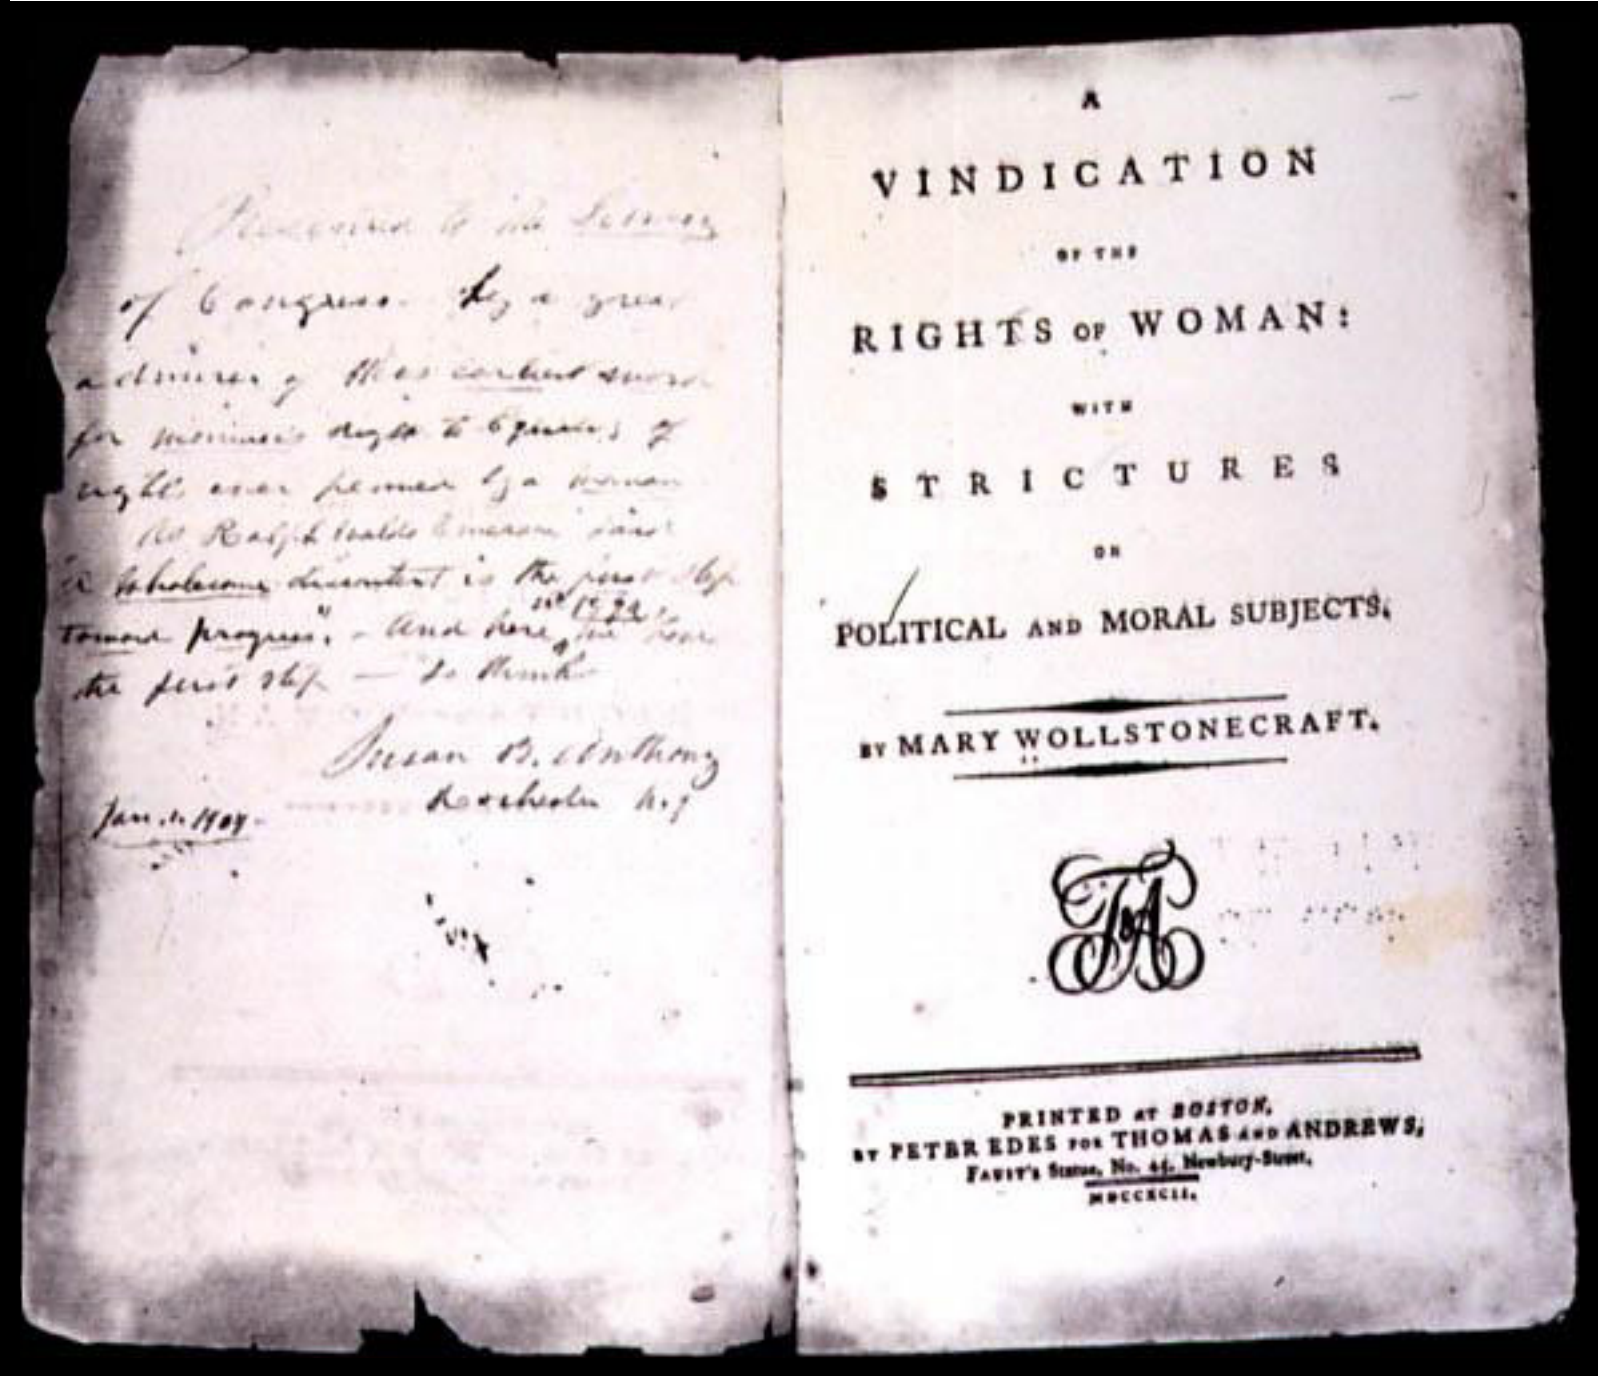 Presented to the Library
of Congress. By a great
admirer of this earliest
for woman's right to Equality of
rights ever penned by a woman
As Ralph Waldo Emerson said
"A wholesome discontent is the first step
toward progress". - And here in 1792, we have
the first step — So thinks
Susan B. Anthony
Rochester N.Y
Jan. 1. 1904.
A
VINDICATION
OF THE
RIGHTS OF WOMAN:
WITH
STRICTURES
ON
POLITICAL AND MORAL SUBJECTS.
BY MARY WOLLSTONECRAFT.
T&A
PRINTED AT BOSTON,
BY PETER EDES FOR THOMAS AND ANDREWS,
FAUST'S Statue, No. 45, Newbury-Street,
MDCCXCII.